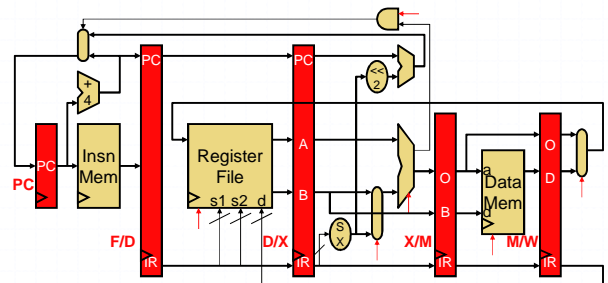 PC
PC
+
4
<<
2
PC
Insn
Mem
PC
Register
File
s1 s2 d
A
B
S
X
O
B
a
Data
Mem
d
O
D
F/D
D/X
X/M
M/W
IR
IR
IR
IR